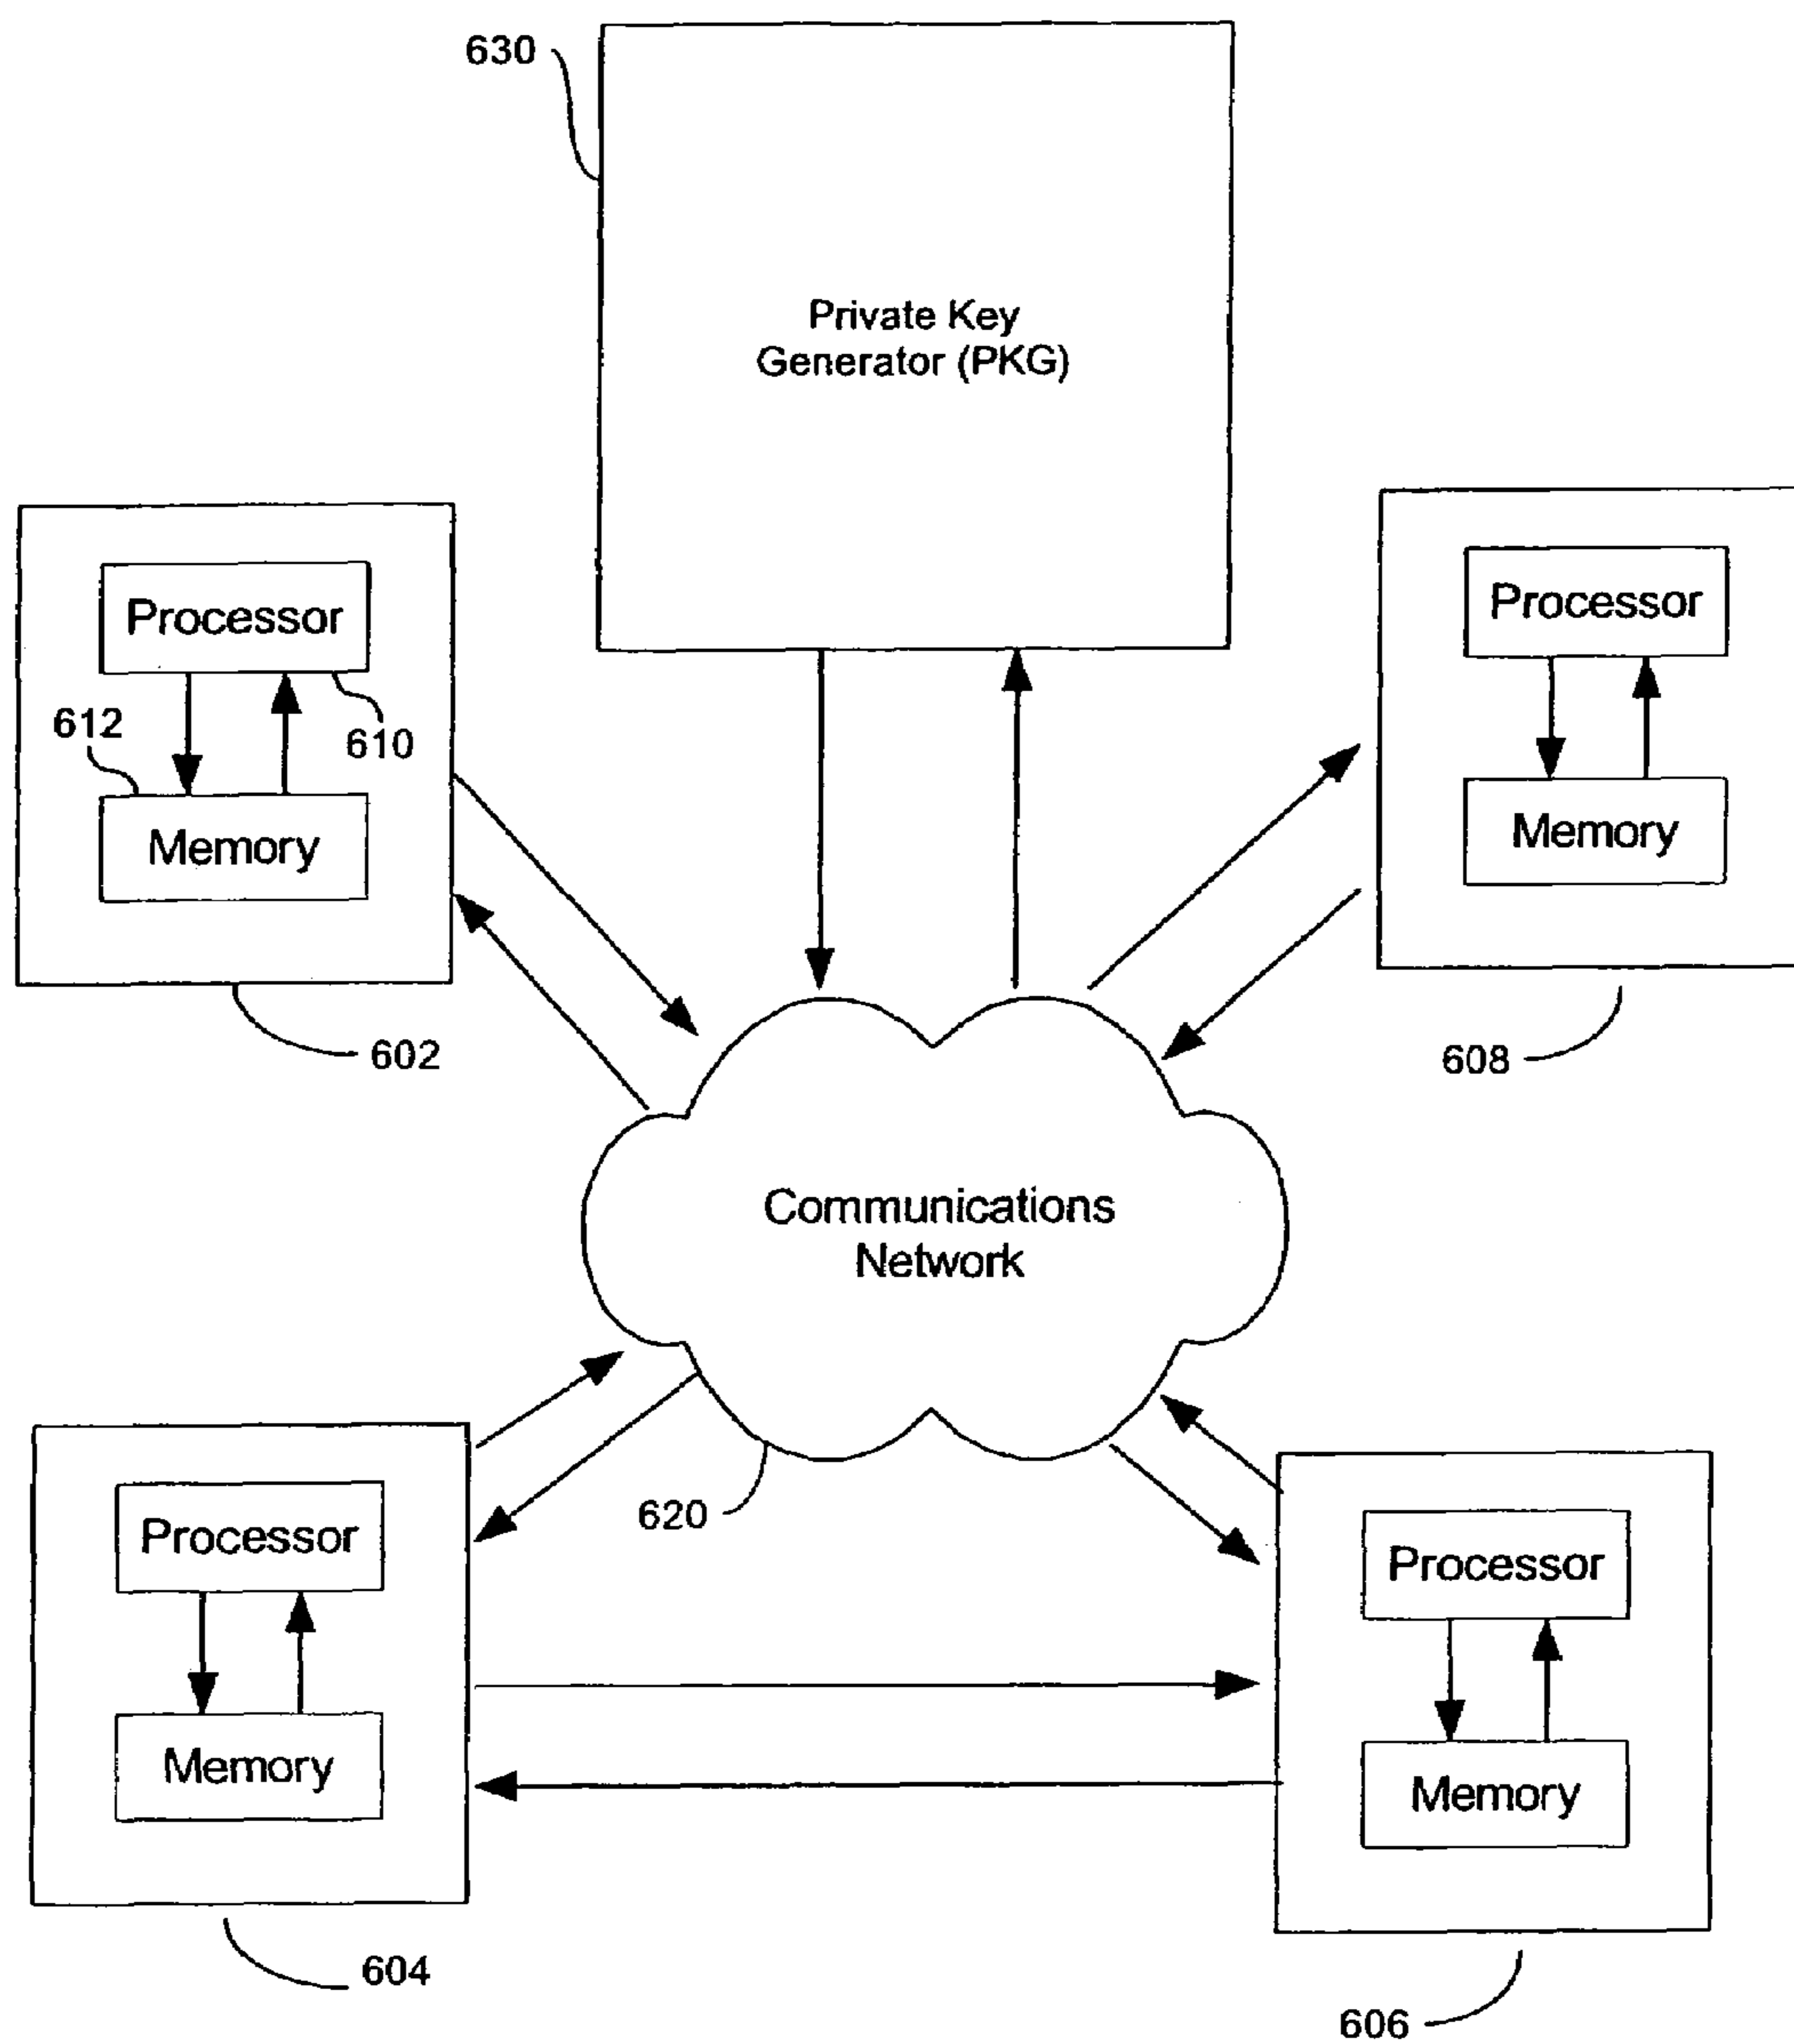 630
Private Key
Generator (PKG)
Processor
612
610
Memory
602
Processor
Memory
608
Communications
Network
620
Processor
Memory
604
Processor
Memory
606